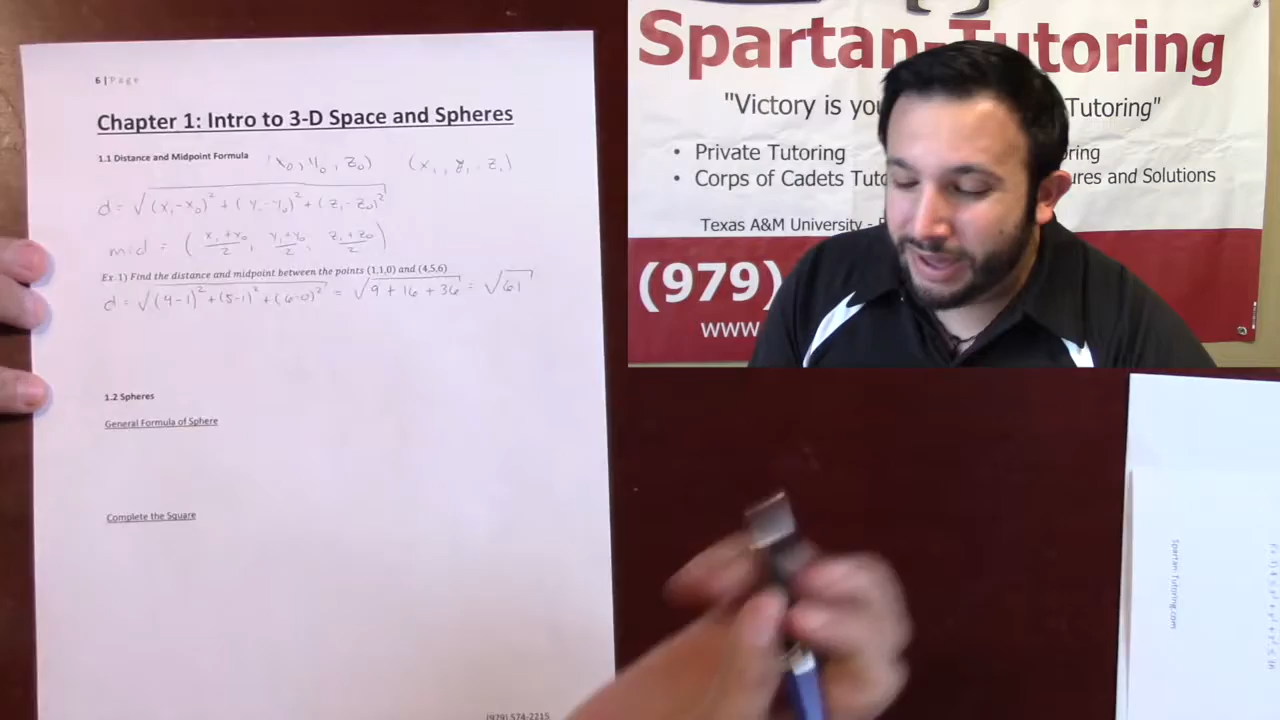 6 | Page
Chapter 1: Intro to 3-D Space and Spheres
1.1 Distance and Midpoint Formula (x₀, y₀, z₀) (x₁, y₁, z₁)
d = √(x₁-x₀)² + (y₁-y₀)² + (z₁-z₀)²
mid = (x₁+x₀/2, y₁+y₀/2, z₁+z₀/2)
Ex. 1) Find the distance and midpoint between the points (1,1,0) and (4,5,6)
d = √(4-1)² + (5-1)² + (6-0)² = √9 + 16 + 36 = √61
1.2 Spheres
General Formula of Sphere
Complete the Square
(979) 574-2215
Spartan-Tutoring
"Victory is Tutoring"
• Private Tutoring
• Corps of Cadets and Solutions
Texas A&M University -
(979)
www
Spartan-Tutoring.com